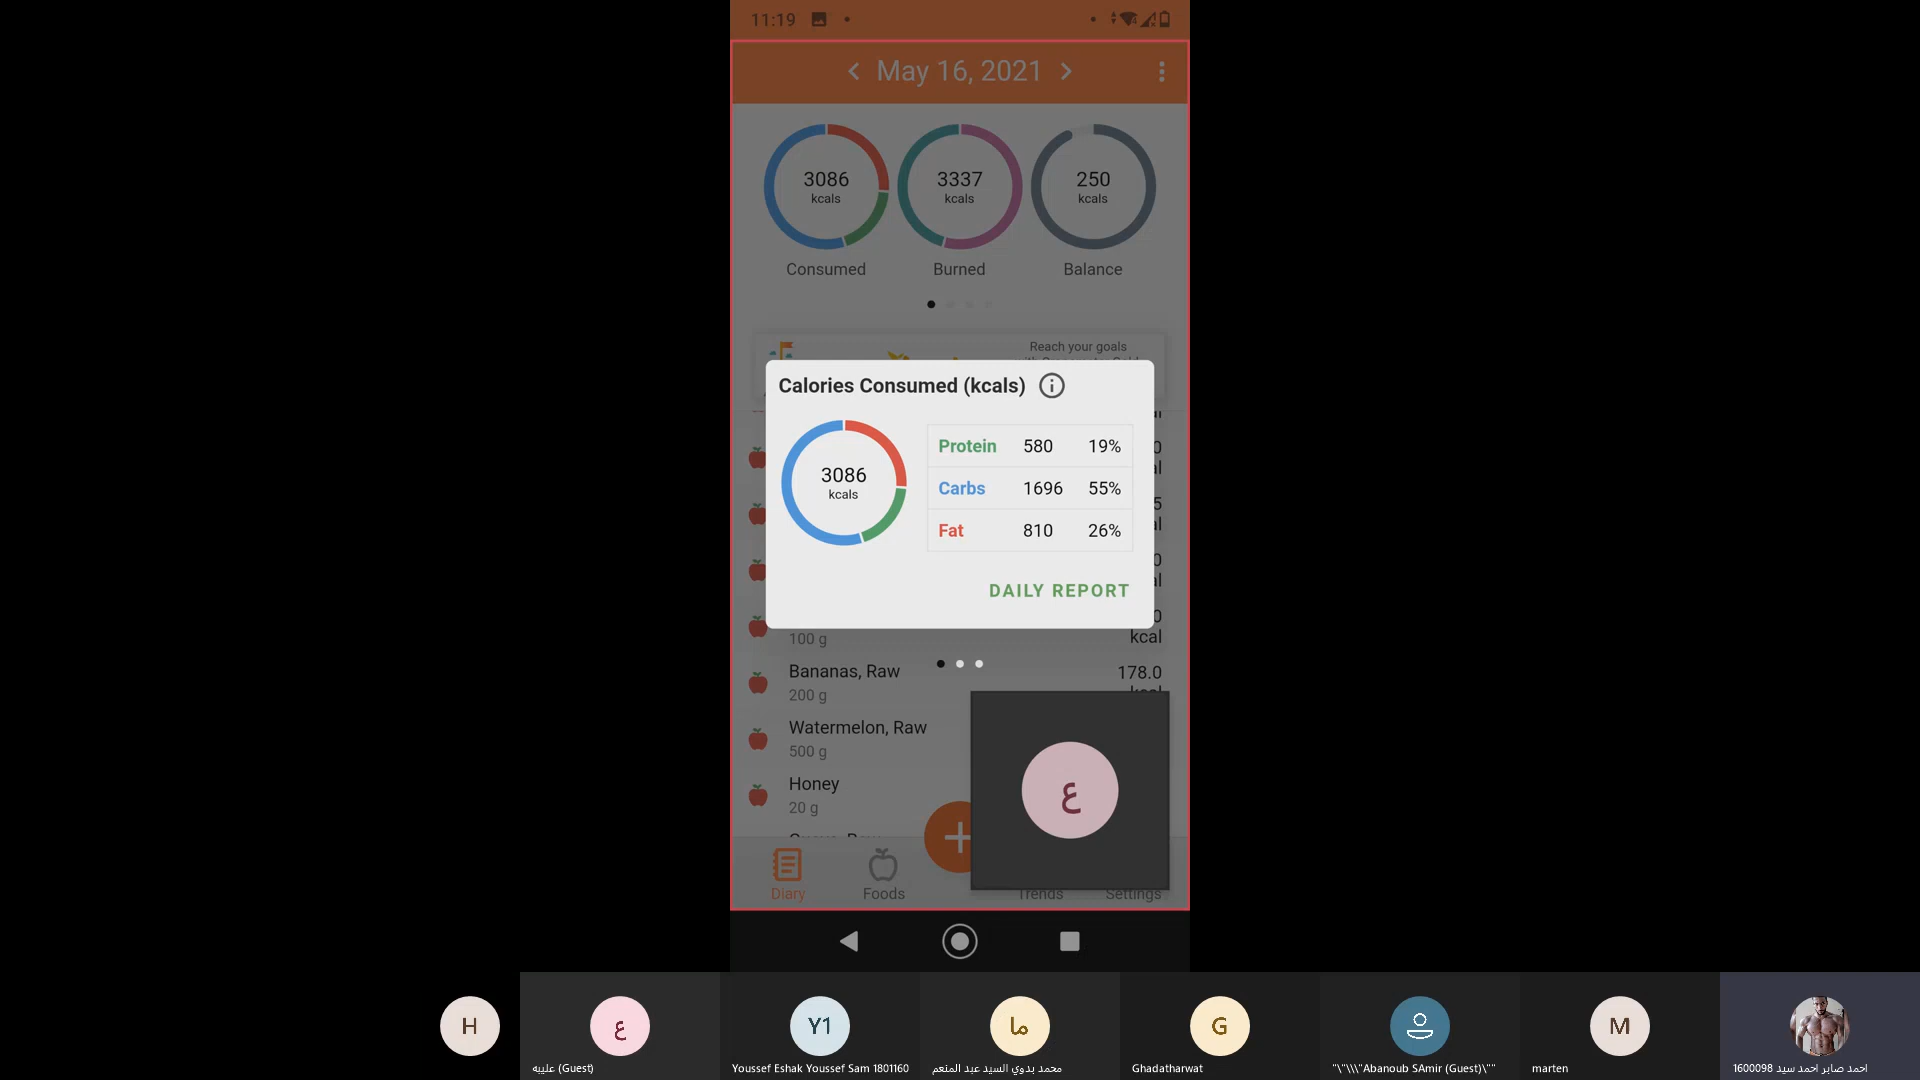 11:19
May 16, 2021
3086
kcals
3337
kcals
250
kcals
Consumed
Burned
Balance
Reach your goals
Calories Consumed (kcals)
3086
kcals
Protein 580 19%
Carbs 1696 55%
Fat 810 26%
DAILY REPORT
100 g
kcal
Bananas, Raw
178.0
200 g
kcal
Watermelon, Raw
500 g
Honey
20 g
ع
Diary
Foods
Trends
Settings
H
ع
Y1
ما
G
M
عليبه (Guest)
Youssef Eshak Youssef Sam 1801160
محمد بدوي السيد عبد المنعم
Ghadatharwat
"\"\\\"Abanoub SAmir (Guest)\""
marten
احمد صابر احمد سيد 1600098